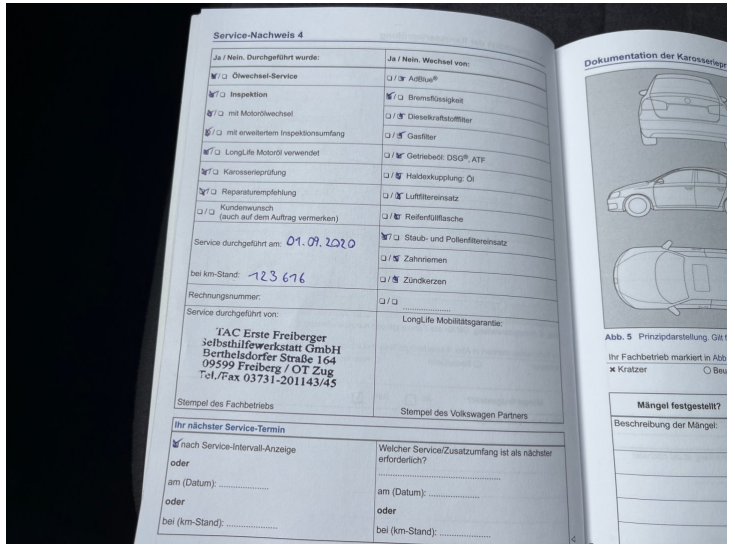 Service-Nachweis 4
Ja / Nein. Durchgeführt wurde:
☒/☐ Ölwechsel-Service
☒/☐ Inspektion
☒/☐ mit Motorölwechsel
☒/☐ mit erweitertem Inspektionsumfang
☒/☐ LongLife Motoröl verwendet
☒/☐ Karosserieprüfung
☒/☐ Reparaturempfehlung
☐/☐ Kundenwunsch
(auch auf dem Auftrag vermerken)
Service durchgeführt am: 01.09.2020
bei km-Stand: 123 616
Rechnungsnummer:
Service durchgeführt von:
TAC Erste Freiberger
Selbsthilfewerkstatt GmbH
Berthelsdorfer Straße 164
09599 Freiberg / OT Zug
Tel./Fax 03731-201143/45
Stempel des Fachbetriebs
Ja / Nein. Wechsel von:
☐/☒ AdBlue®
☒/☐ Bremsflüssigkeit
☐/☒ Dieselkraftstofffilter
☐/☒ Gasfilter
☐/☒ Getriebeöl: DSG®, ATF
☐/☒ Haldexkupplung: Öl
☐/☒ Luftfiltereinsatz
☐/☒ Reifenfüllflasche
☒/☐ Staub- und Pollenfiltereinsatz
☐/☒ Zahnriemen
☐/☒ Zündkerzen
☐/☐ ....................
LongLife Mobilitätsgarantie:
Stempel des Volkswagen Partners
Ihr nächster Service-Termin
☒ nach Service-Intervall-Anzeige
oder
am (Datum): ....................
oder
bei (km-Stand): ....................
Welcher Service/Zusatzumfang ist als nächster
erforderlich?
........................................
am (Datum): ....................
oder
bei (km-Stand): ....................
Dokumentation der
Abb. 5 Prinzipdarstellung. Gilt
Ihr Fachbetrieb markiert in Abb
× Kratzer ○ Beu
Mängel festgestellt?
Beschreibung der Mängel: